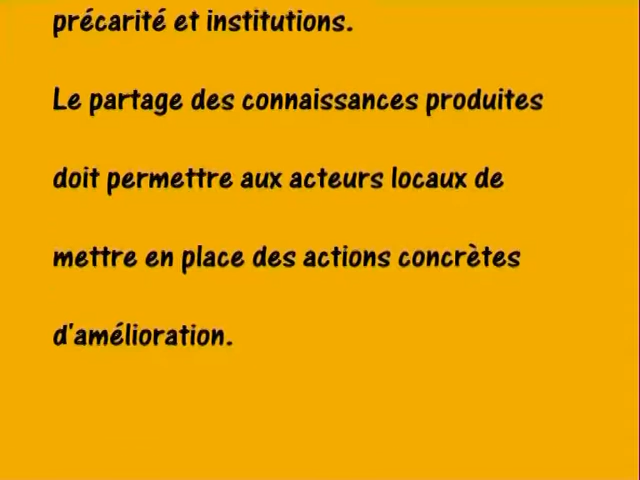 précarité et institutions.
Le partage des connaissances produites
doit permettre aux acteurs locaux de
mettre en place des actions concrètes
d'amélioration.